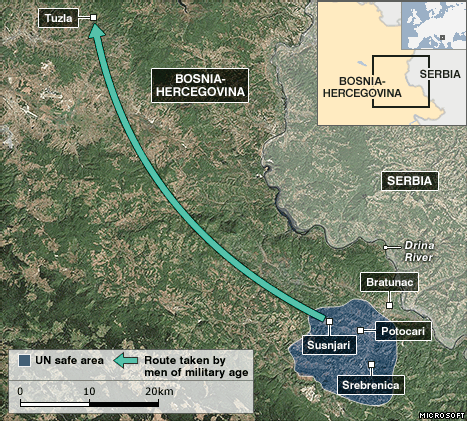 Tuzla
BOSNIA-
HERCEGOVINA
BOSNIA-
HERCEGOVINA
SERBIA
SERBIA
Drina
River
Bratunac
Potocari
Susnjari
Srebrenica
UN safe area
Route taken by
men of military age
0 10 20km
MICROSOFT